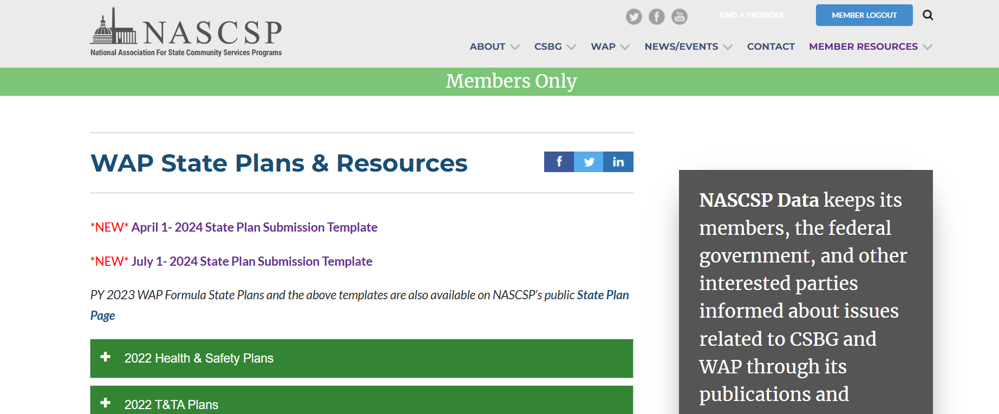 NASCSP
National Association For State Community Services Programs
You
Tube
FIND A PROVIDER
MEMBER LOGOUT
ABOUT
CSBG
WAP
NEWS/EVENTS
CONTACT
MEMBER RESOURCES
Members Only
WAP State Plans & Resources
f
in
*NEW* April 1- 2024 State Plan Submission Template
*NEW* July 1- 2024 State Plan Submission Template
PY 2023 WAP Formula State Plans and the above templates are also available on NASCSP’s public State Plan
Page
2022 Health & Safety Plans
2022 T&TA Plans
NASCSP Data keeps its
members, the federal
government, and other
interested parties
informed about issues
related to CSBG and
WAP through its
publications and